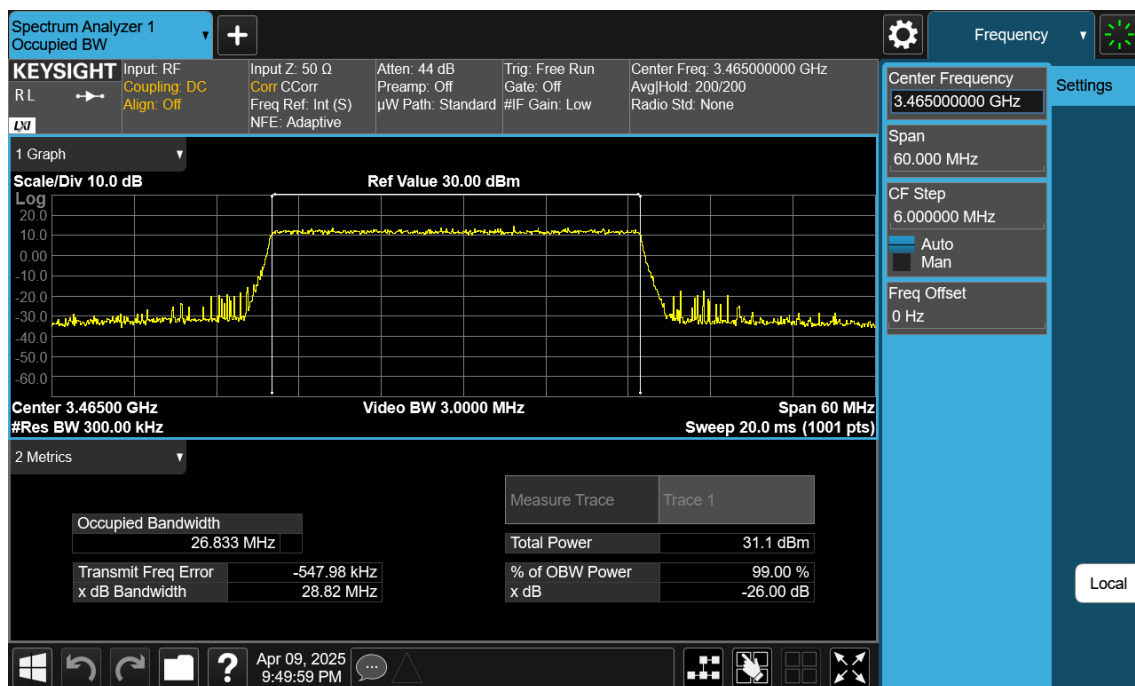 Spectrum Analyzer 1
Occupied BW
Frequency
KEYSIGHT
RL
LXI
Input: RF
Coupling: DC
Align: Off
Input Z: 50 Ω
Corr CCorr
Freq Ref: Int (S)
NFE: Adaptive
Atten: 44 dB
Preamp: Off
µW Path: Standard
Trig: Free Run
Gate: Off
#IF Gain: Low
Center Freq: 3.465000000 GHz
Avg|Hold: 200/200
Radio Std: None
Center Frequency
3.465000000 GHz
Settings
Span
60.000 MHz
CF Step
6.000000 MHz
Auto
Man
Freq Offset
0 Hz
1 Graph
Scale/Div 10.0 dB
Ref Value 30.00 dBm
Log
20.0
10.0
0.00
-10.0
-20.0
-30.0
-40.0
-50.0
-60.0
Center 3.46500 GHz
Video BW 3.0000 MHz
Span 60 MHz
#Res BW 300.00 kHz
Sweep 20.0 ms (1001 pts)
2 Metrics
Measure Trace
Trace 1
Occupied Bandwidth
26.833 MHz
Total Power
31.1 dBm
Transmit Freq Error
-547.98 kHz
% of OBW Power
99.00 %
x dB Bandwidth
28.82 MHz
x dB
-26.00 dB
Local
?
Apr 09, 2025
9:49:59 PM